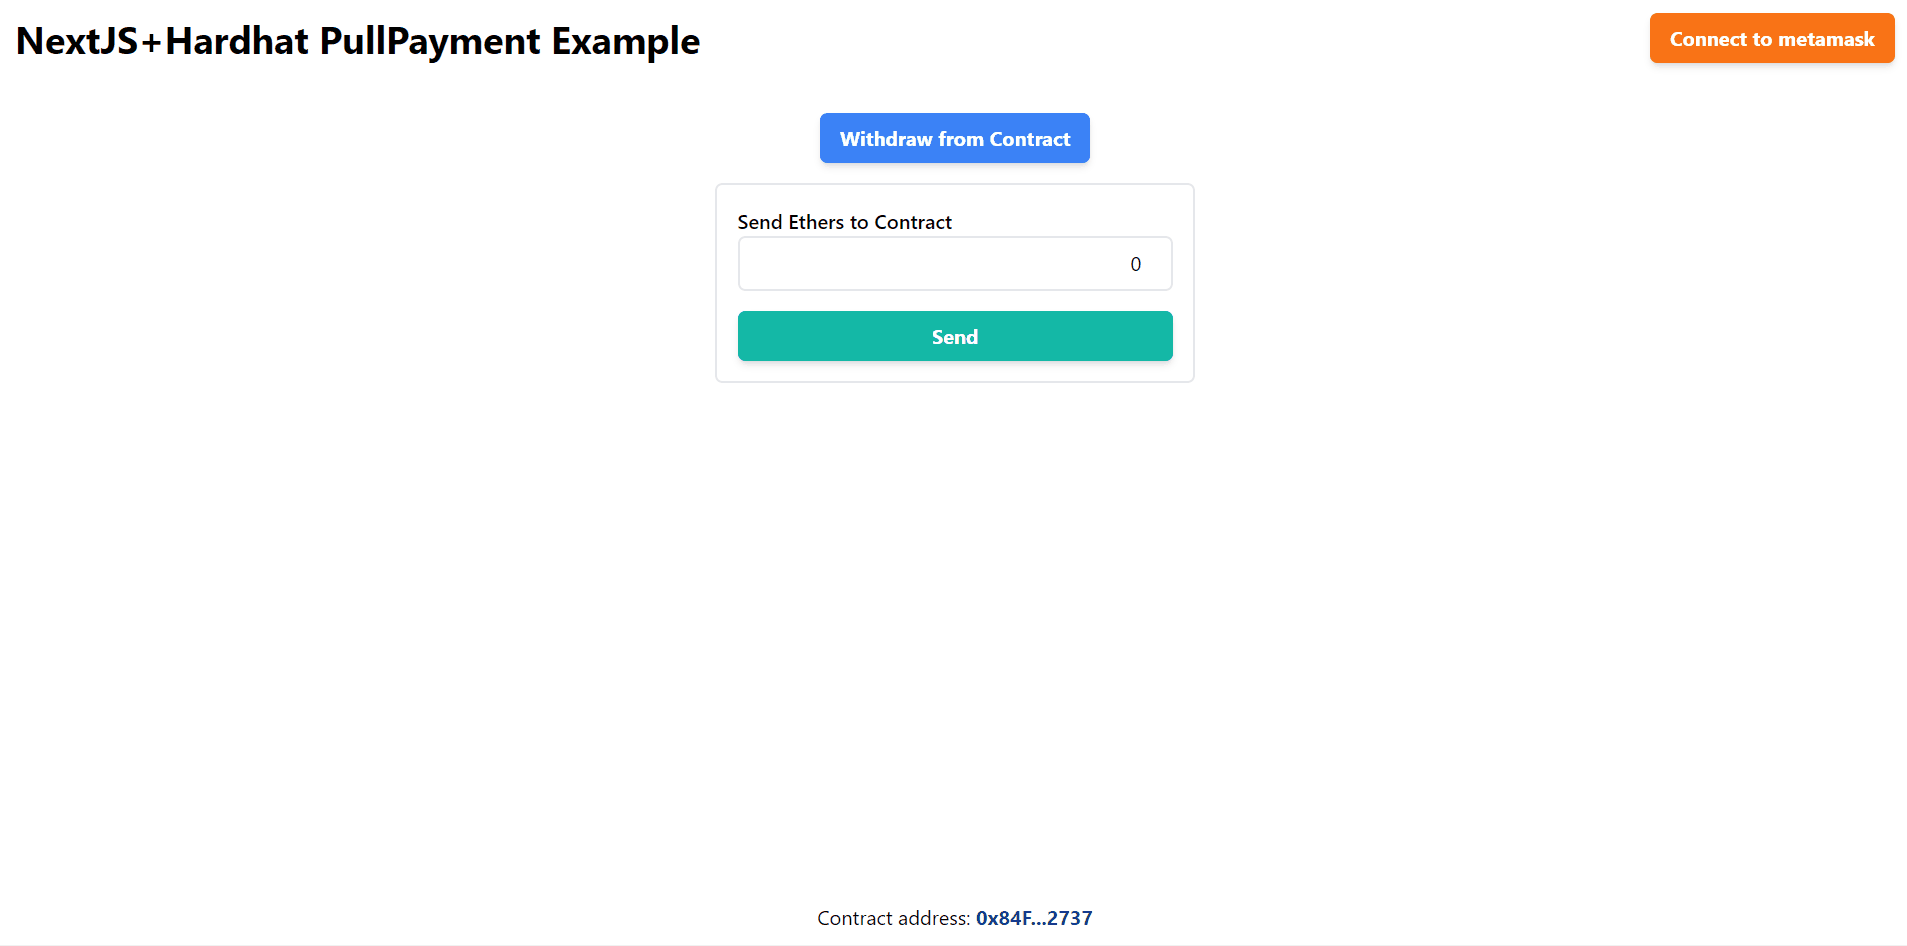 NextJS+Hardhat PullPayment Example
Connect to metamask
Withdraw from Contract
Send Ethers to Contract
0
Send
Contract address: 0x84F...2737